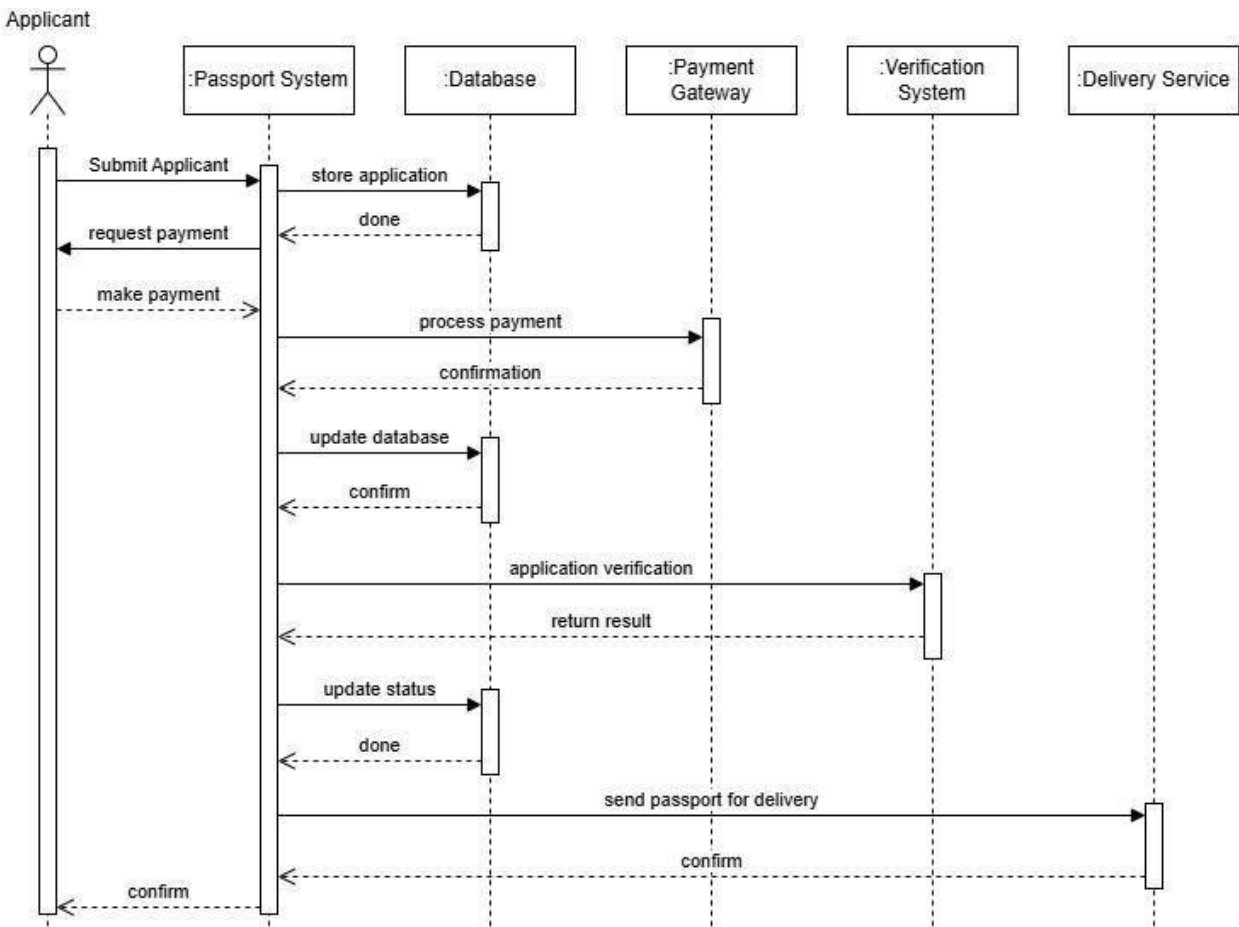 Applicant
:Passport System
:Database
:Payment
Gateway
:Verification
System
:Delivery Service
Submit Applicant
store application
done
request payment
make payment
process payment
confirmation
update database
confirm
application verification
return result
update status
done
send passport for delivery
confirm
confirm